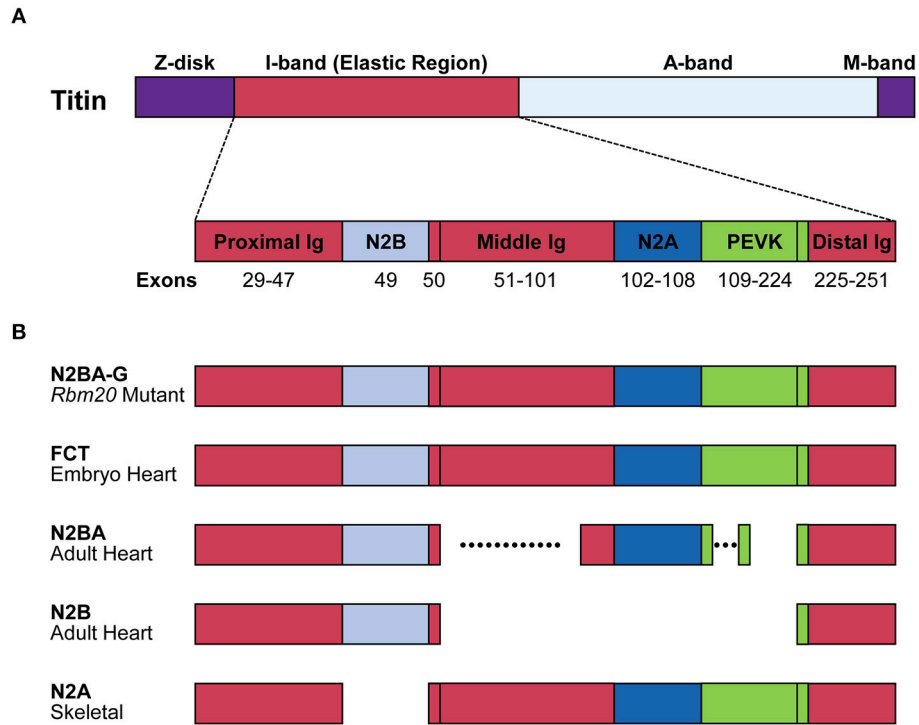 A
Z-disk I-band (Elastic Region) A-band M-band
Titin
Proximal Ig N2B Middle Ig N2A PEVK Distal Ig
Exons 29-47 49 50 51-101 102-108 109-224 225-251
B
N2BA-G
Rbm20 Mutant
FCT
Embryo Heart
N2BA
Adult Heart
N2B
Adult Heart
N2A
Skeletal